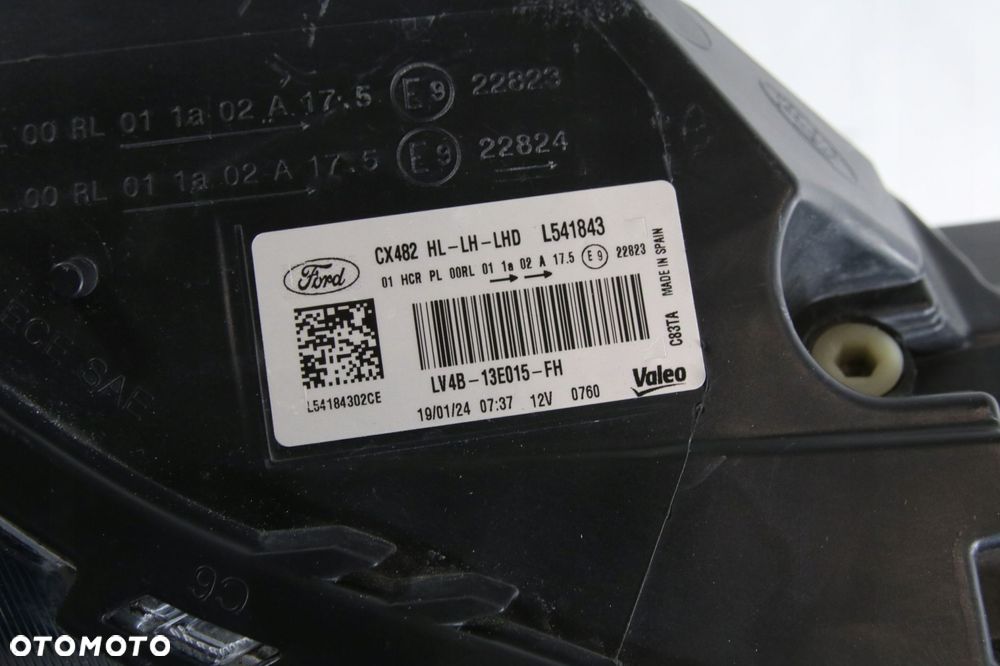 00 RL 01 1a 02 A 17.5 E9 22823
00 RL 01 1a 02 A 17.5 E9 22824
Ford
CX482 HL-LH-LHD L541843
01 HCR PL 00RL 01 1a 02 A 17.5 E9 22823
MADE IN SPAIN
C83TA
L54184302CE
LV4B-13E015-FH
19/01/24 07:37 12V 0760
Valeo
SAE
C6
OTOMOTO